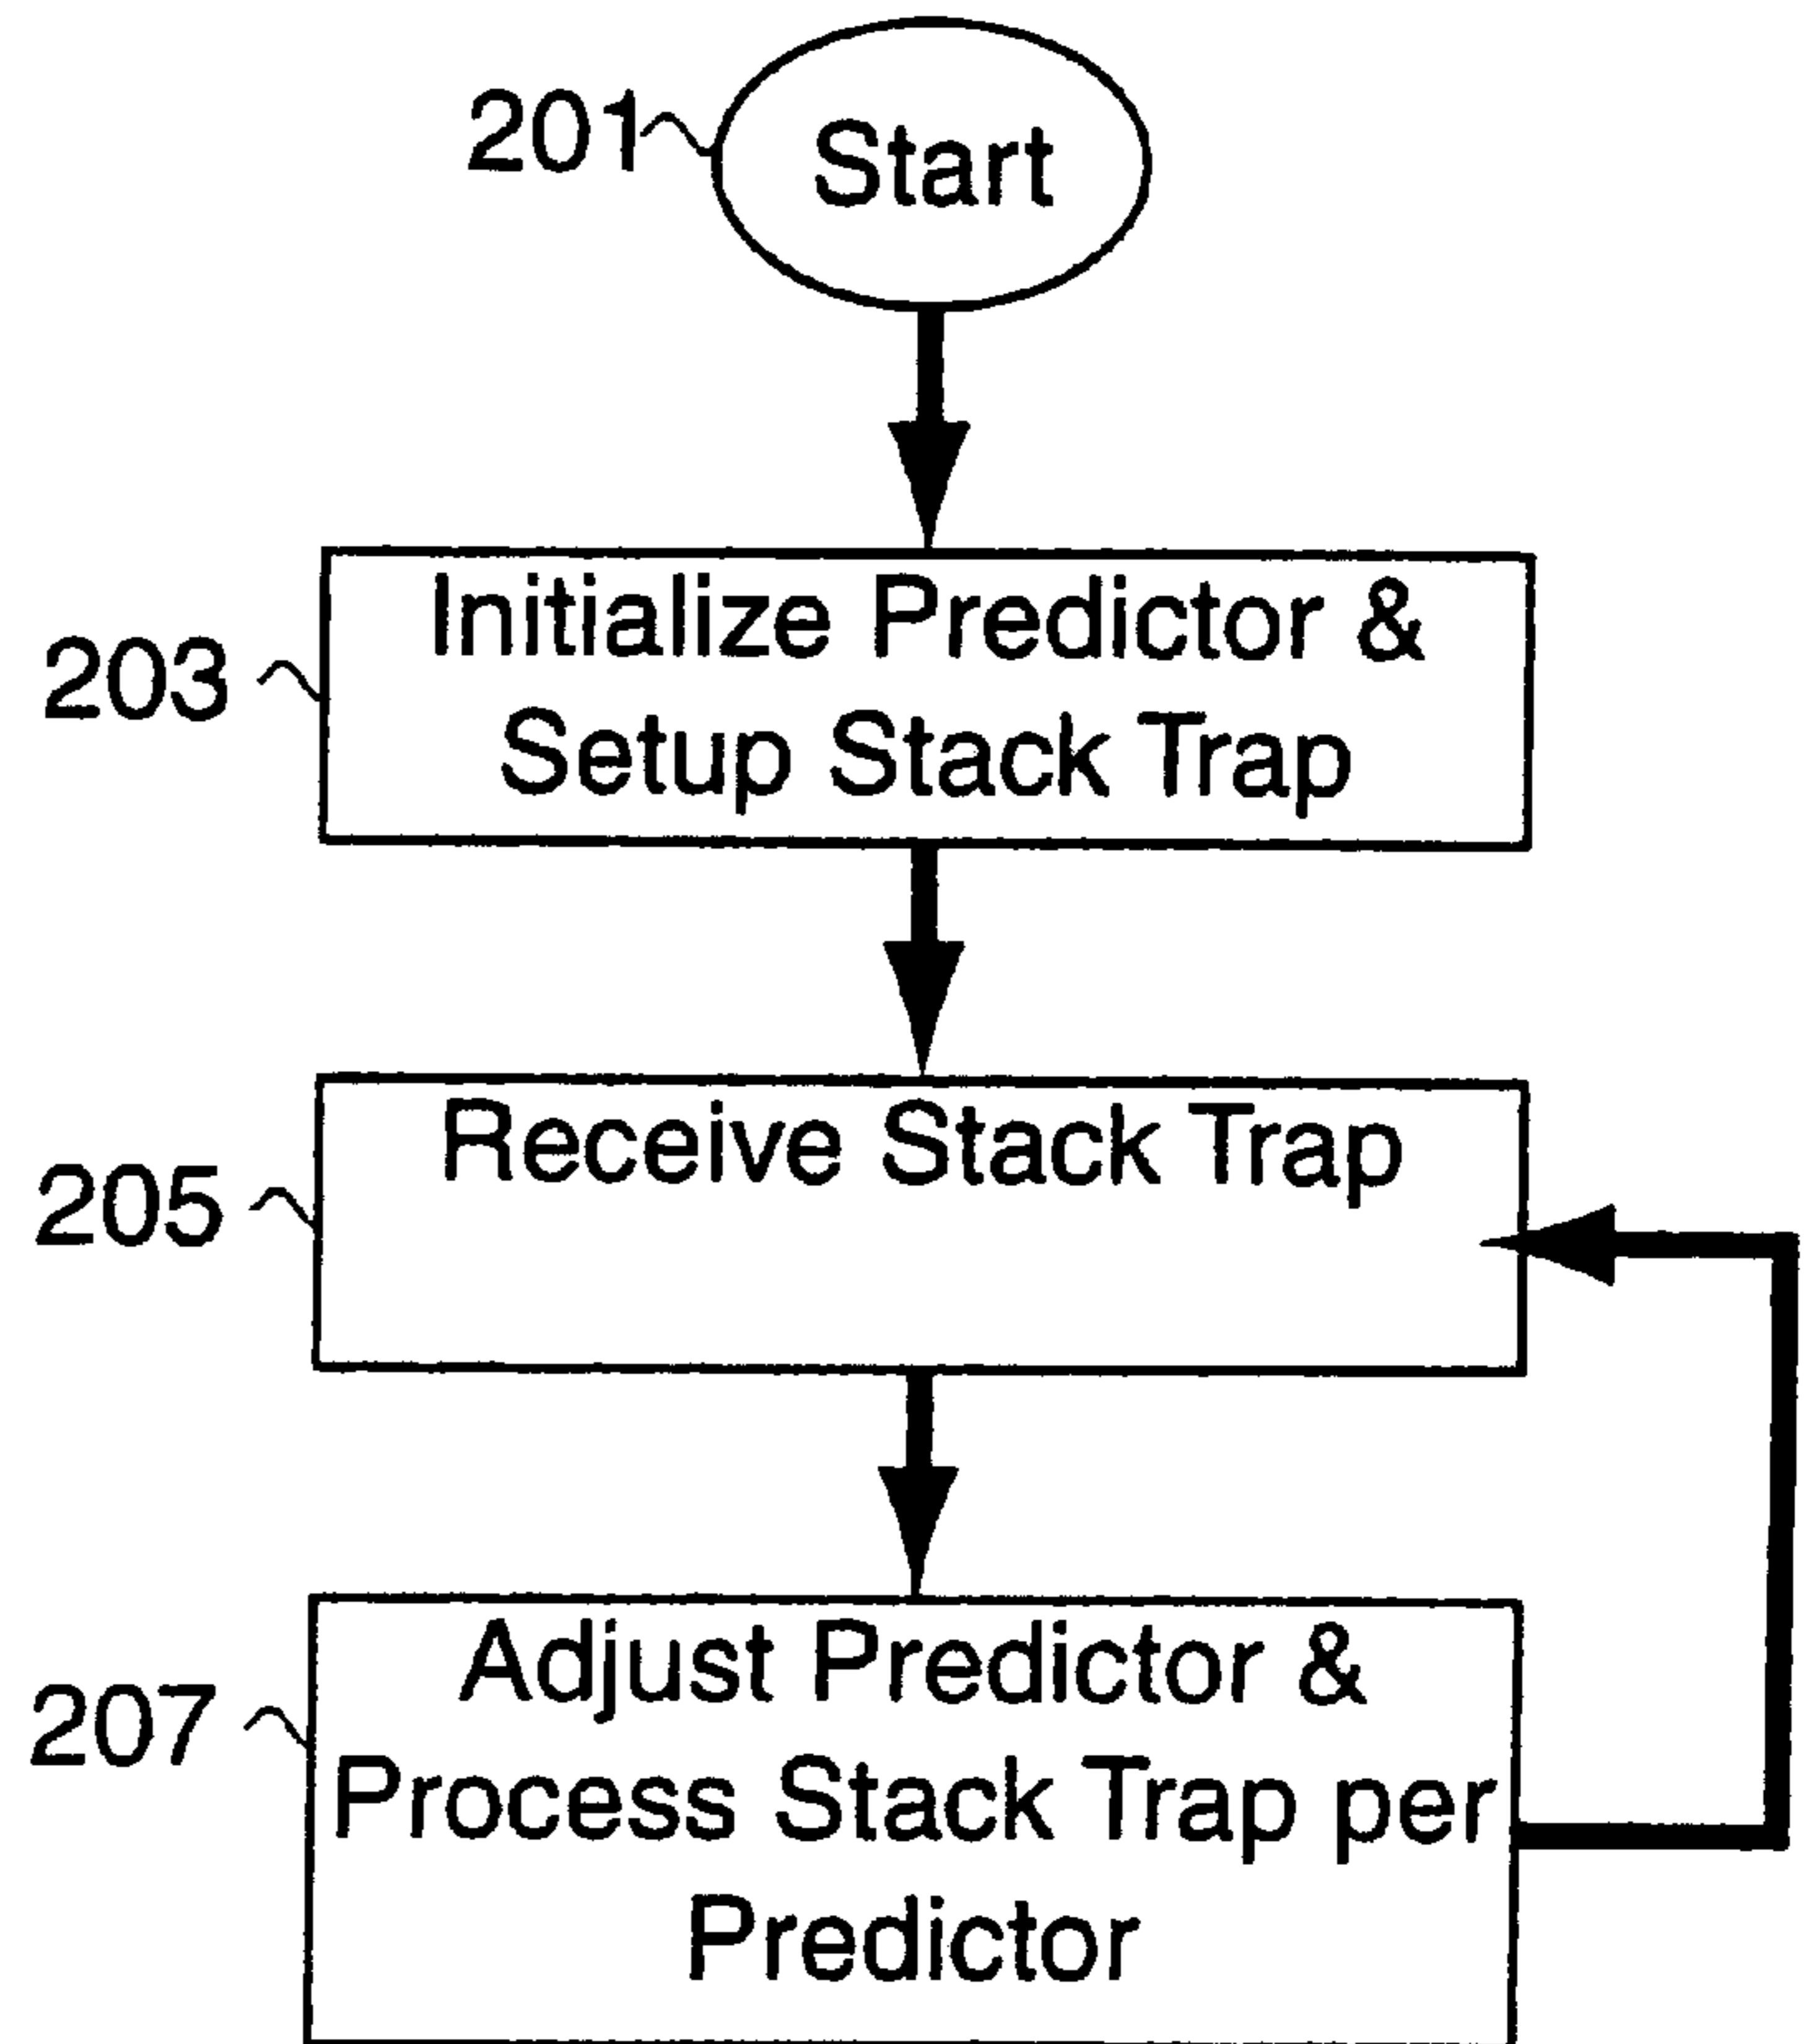 201
Start
203
Initialize Predictor &
Setup Stack Trap
205
Receive Stack Trap
207
Adjust Predictor &
Process Stack Trap per
Predictor